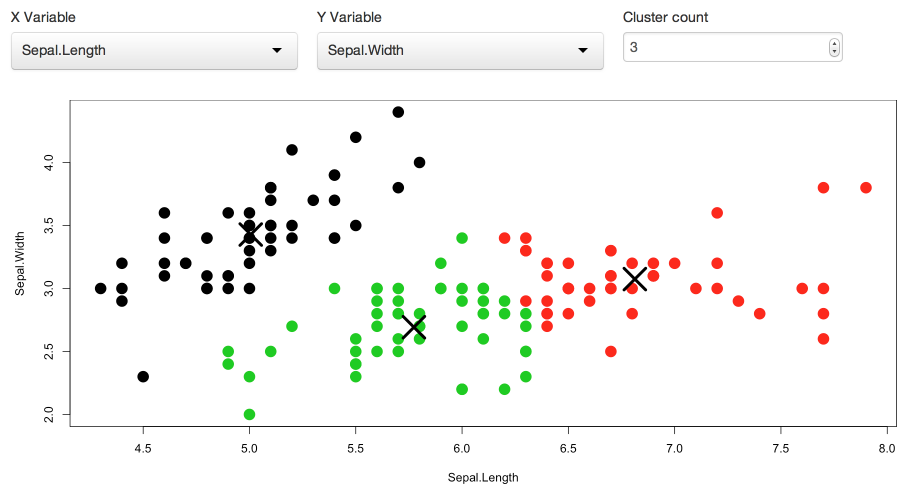 X Variable
Y Variable
Cluster count
Sepal.Length
Sepal.Width
3
4.0
3.5
3.0
2.5
2.0
Sepal.Width
4.5 5.0 5.5 6.0 6.5 7.0 7.5 8.0
Sepal.Length